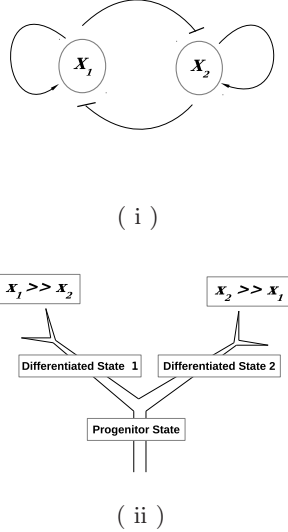 X1 X2
( i )
x1 >> x2 x2 >> x1
Differentiated State 1 Differentiated State 2
Progenitor State
( ii )